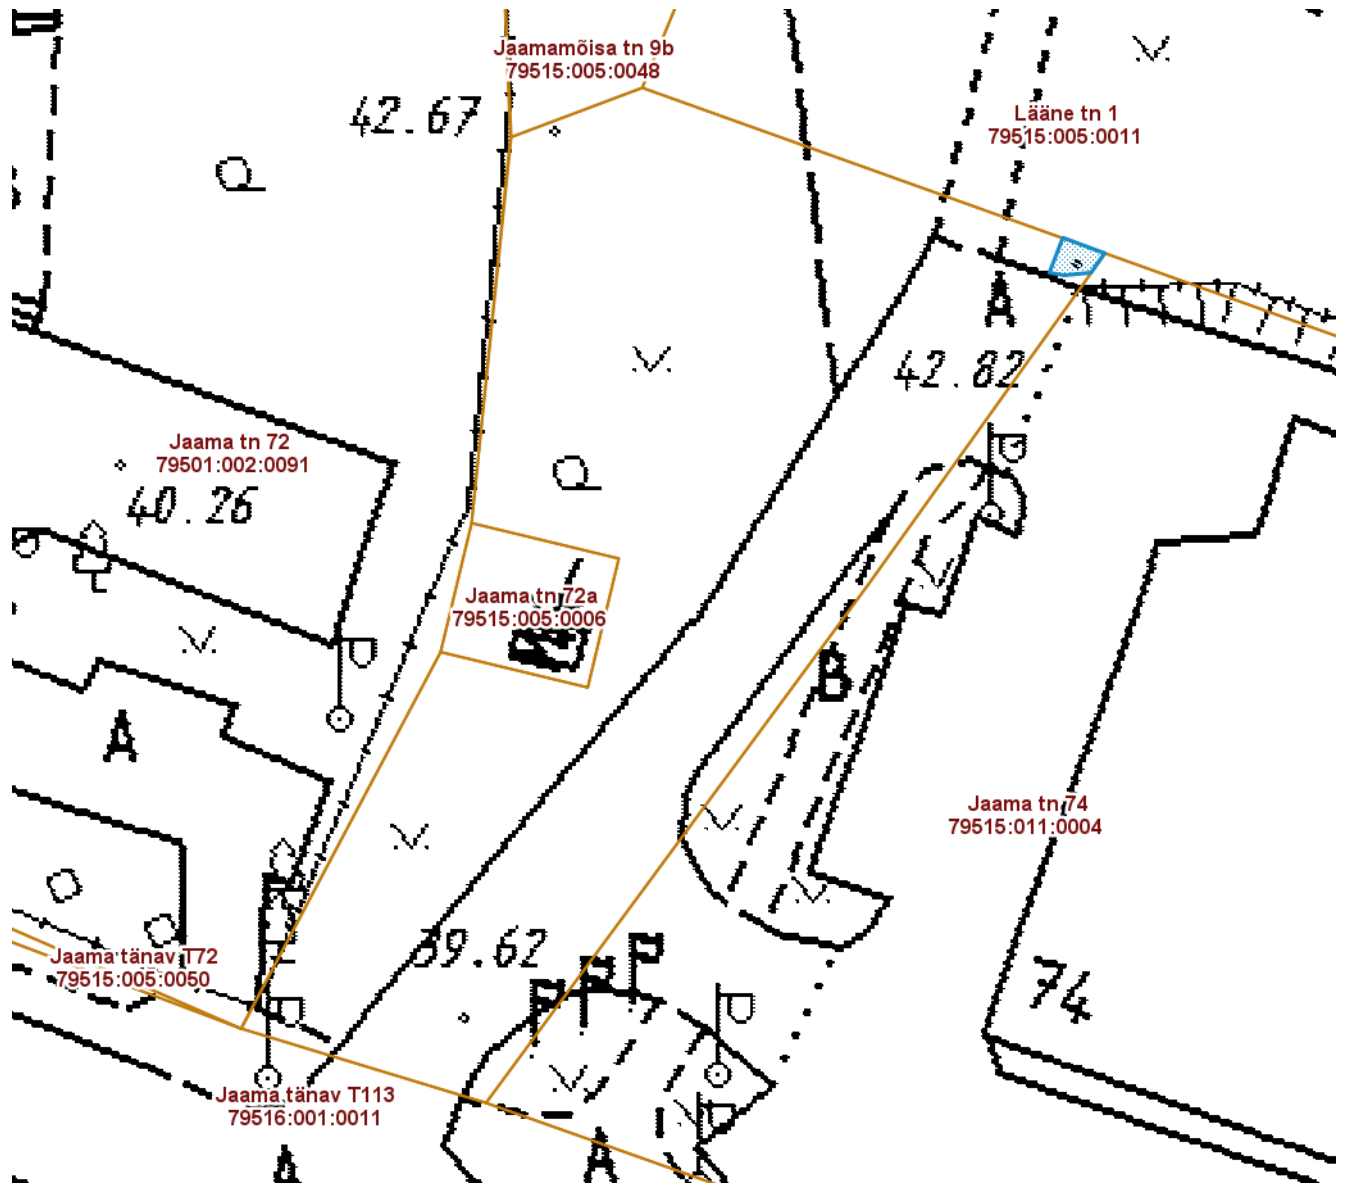 Jaamamõisa tn 9b
79515:005:0048
42.67
Lääne tn 1
79515:005:0011
A
42.82
Jaama tn 72
79501:002:0091
40.26
Jaama tn 72a
79515:005:0006
B
A
Jaama tn 74
79515:011:0004
39.62
Jaama tänav T72
79515:005:0050
74
Jaama tänav T113
79516:001:0011
A
A